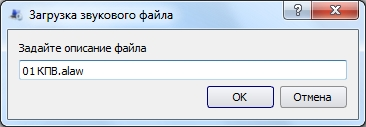 Загрузка звукового файла
Задайте описание файла
01 КПВ.alaw
OK
Отмена